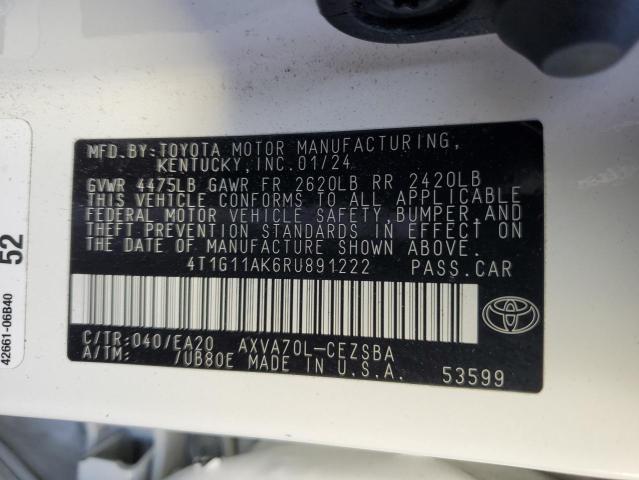 MFD.BY:TOYOTA MOTOR MANUFACTURING,
KENTUCKY, INC.01/24
GVWR 4475LB GAWR FR 2620LB RR 2420LB
THIS VEHICLE CONFORMS TO ALL APPLICABLE
FEDERAL MOTOR VEHICLE SAFETY, BUMPER, AND
THEFT PREVENTION STANDARDS IN EFFECT ON
THE DATE OF MANUFACTURE SHOWN ABOVE.
4T1G11AK6RU891222 PASS.CAR
C/TR:040/EA20 AXVA70L-CEZSBA
A/TM: /UB80E MADE IN U.S.A. 53599
42661-06B40
52